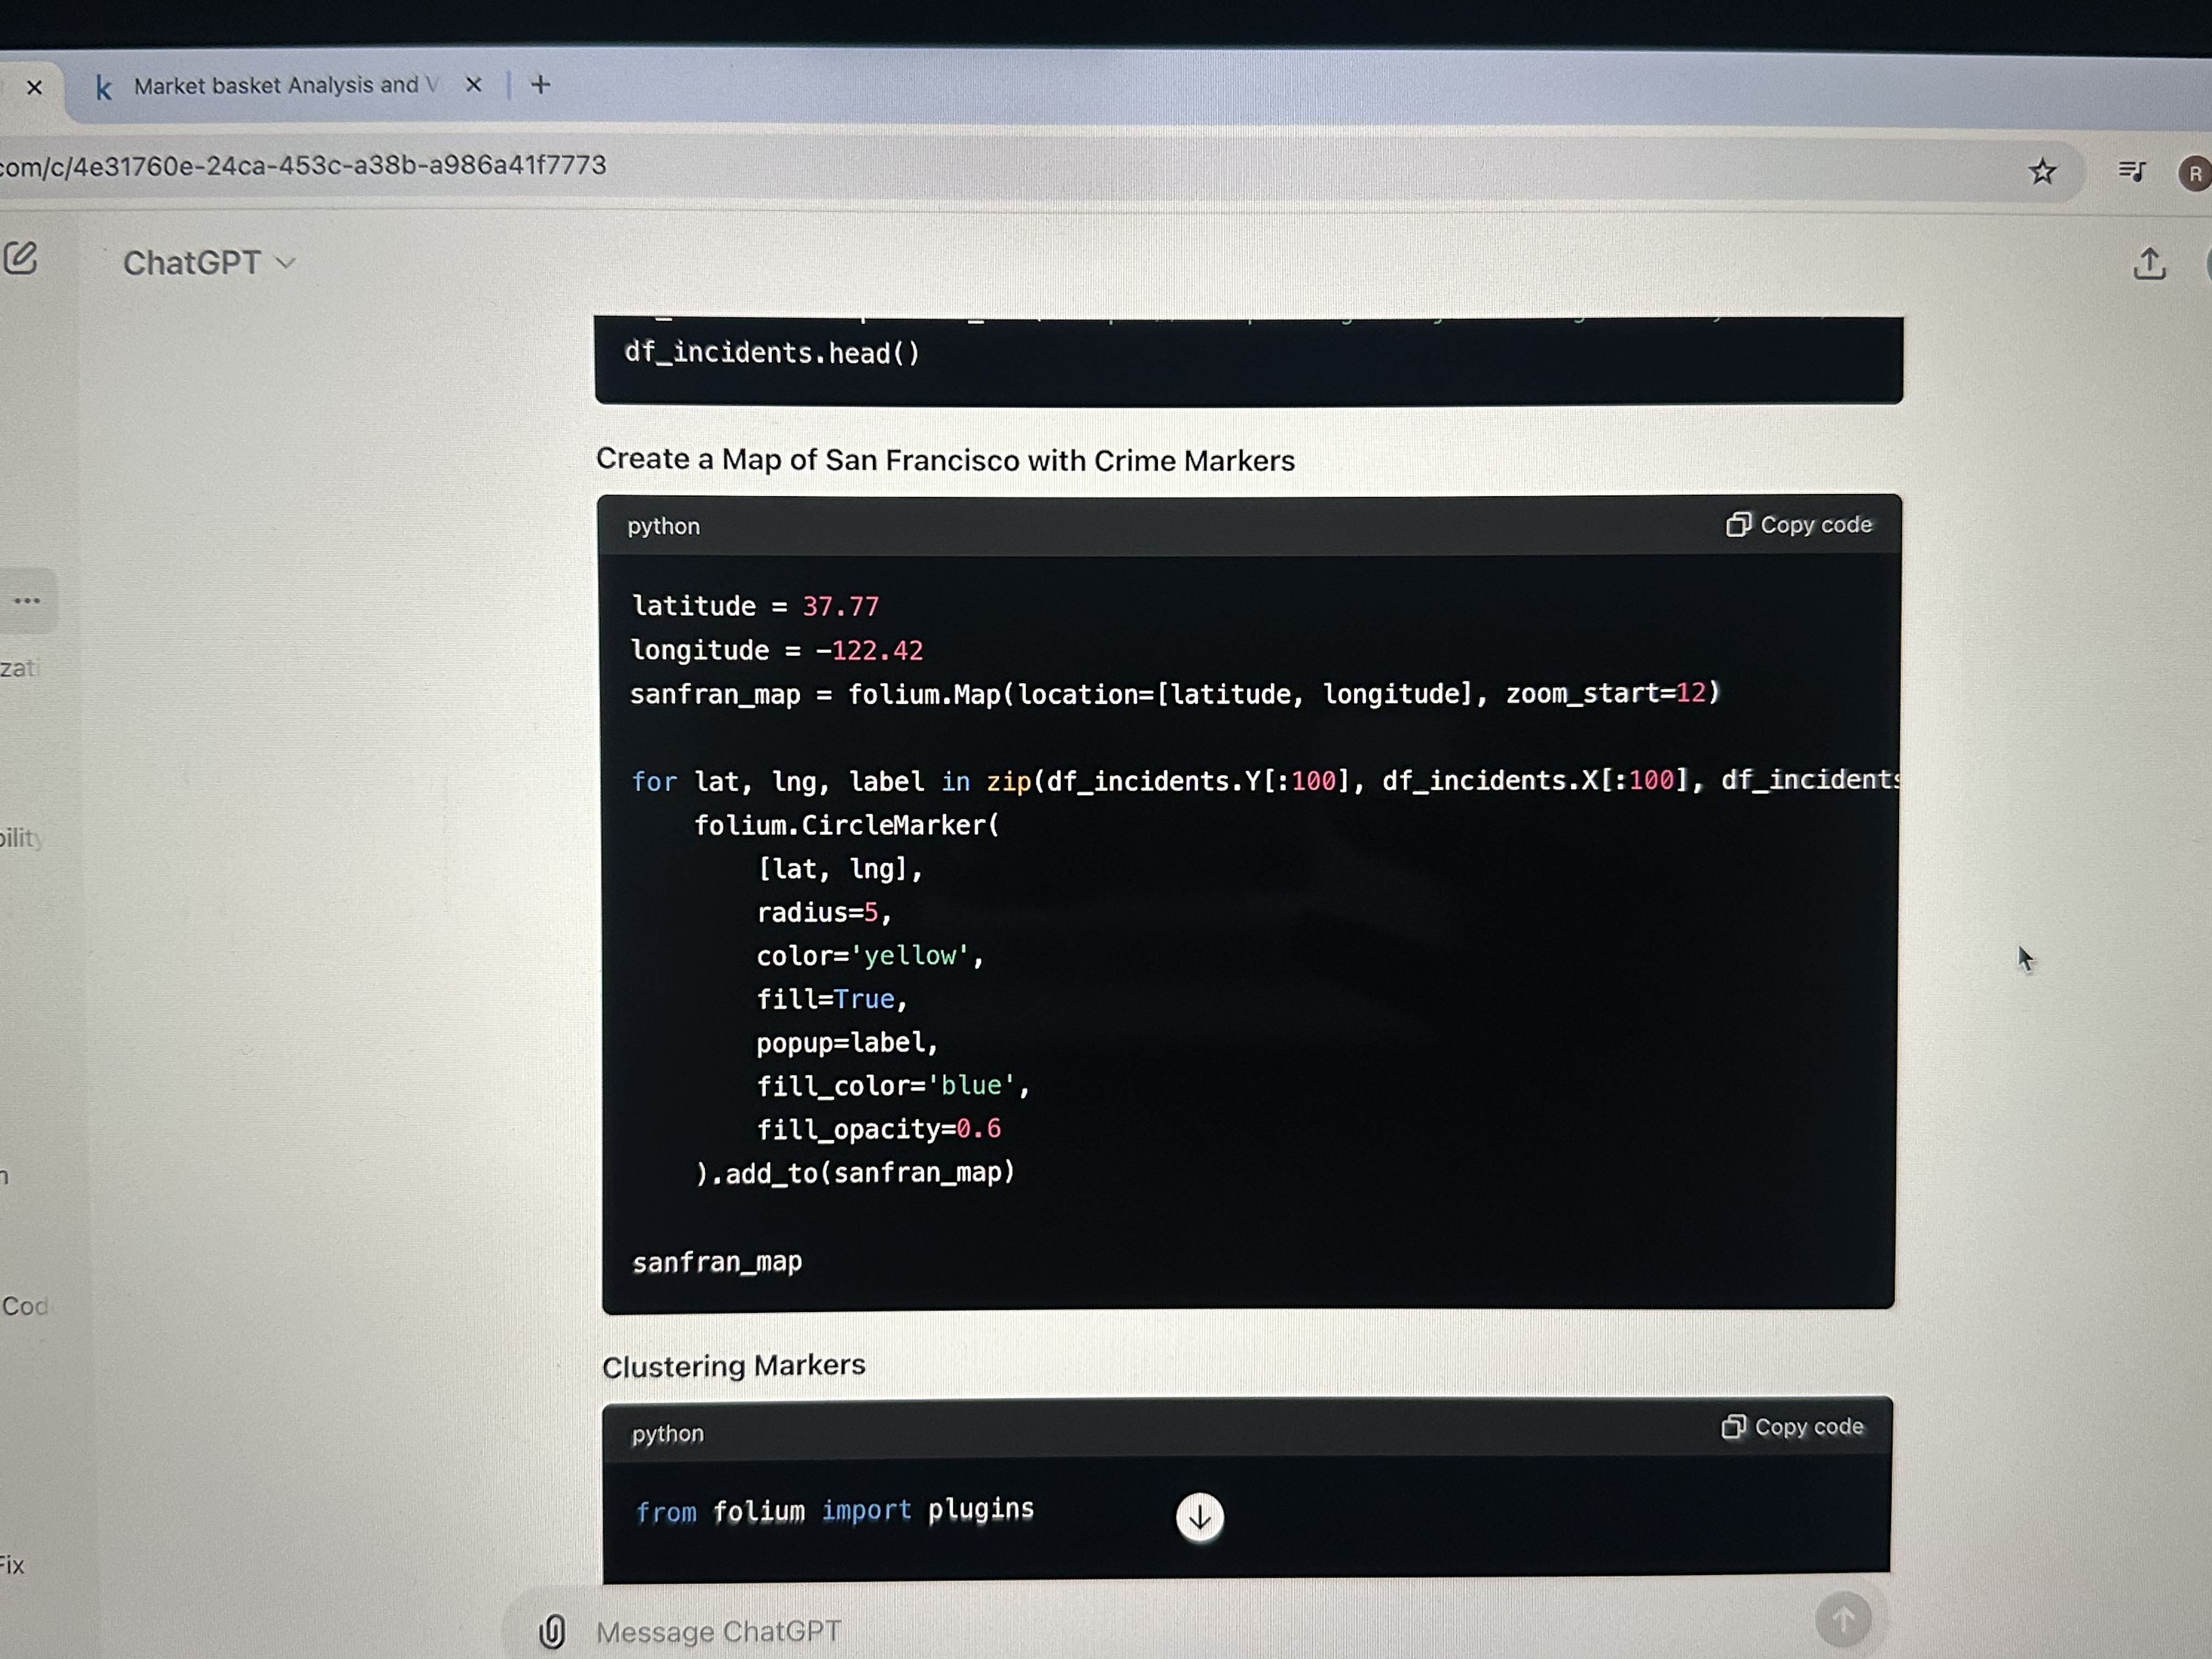 Market basket Analysis and V
com/c/4e31760e-24ca-453c-a38b-a986a41f7773
R
ChatGPT
df_incidents.head()
Create a Map of San Francisco with Crime Markers
python
Copy code
latitude = 37.77
longitude = -122.42
sanfran_map = folium.Map(location=[latitude, longitude], zoom_start=12)
for lat, lng, label in zip(df_incidents.Y[:100], df_incidents.X[:100], df_incidents
folium.CircleMarker(
[lat, lng],
radius=5,
color='yellow',
fill=True,
popup=label,
fill_color='blue',
fill_opacity=0.6
).add_to(sanfran_map)
sanfran_map
Clustering Markers
python
Copy code
from folium import plugins
Message ChatGPT
zati
bility
n
Cod
Fix